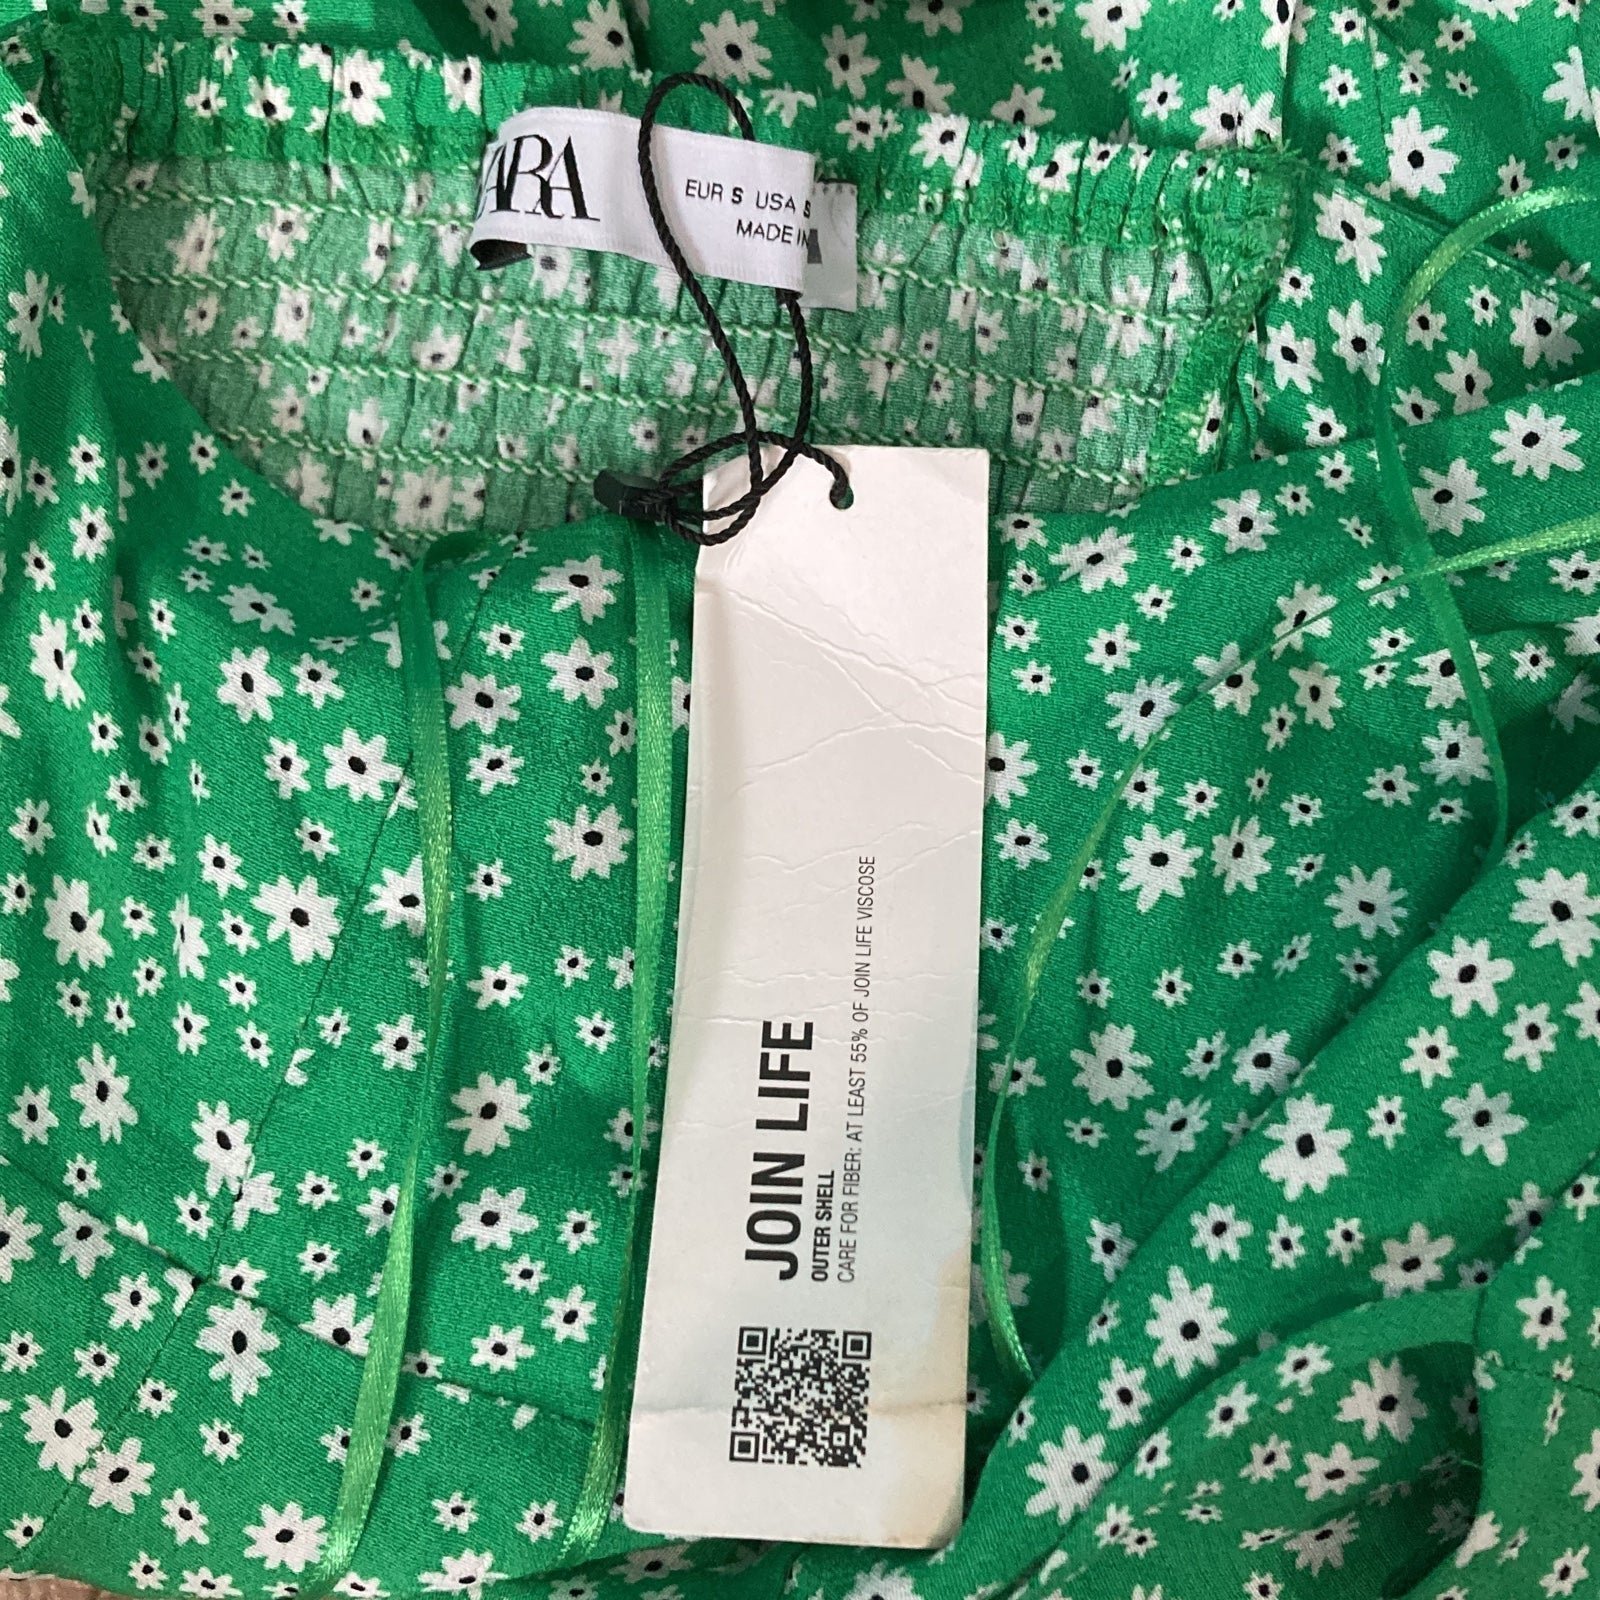 ZARA
EUR S USA S
MADE IN
JOIN LIFE
OUTER SHELL
CARE FOR FIBER: AT LEAST 55% OF JOIN LIFE VISCOSE